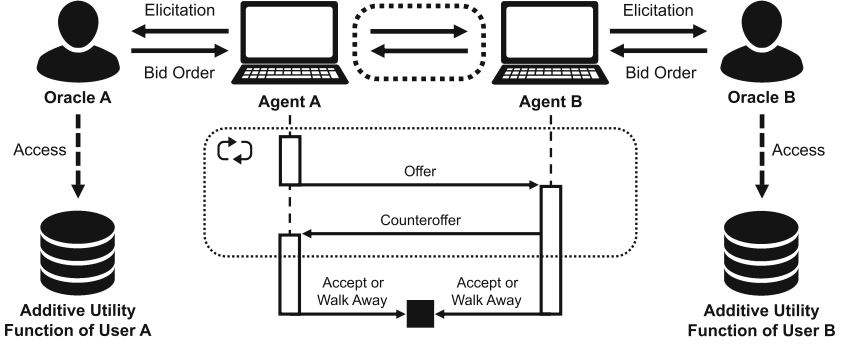 Elicitation
Elicitation
Bid Order
Bid Order
Oracle A
Agent A
Agent B
Oracle B
Access
Access
Offer
Counteroffer
Accept or
Walk Away
Accept or
Walk Away
Additive Utility
Function of User A
Additive Utility
Function of User B